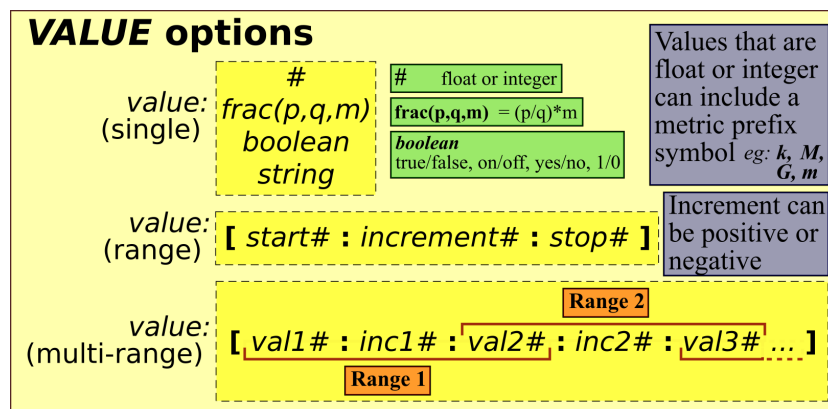 VALUE options
value:
(single)
#
frac(p,q,m)
boolean
string
# float or integer
frac(p,q,m) = (p/q)*m
boolean
true/false, on/off, yes/no, 1/0
Values that are
float or integer
can include a
metric prefix
symbol eg: k, M,
G, m
value:
(range)
[ start# : increment# : stop# ]
Increment can
be positive or
negative
value:
(multi-range)
Range 2
[ val1# : inc1# : val2# : inc2# : val3# ... ]
Range 1